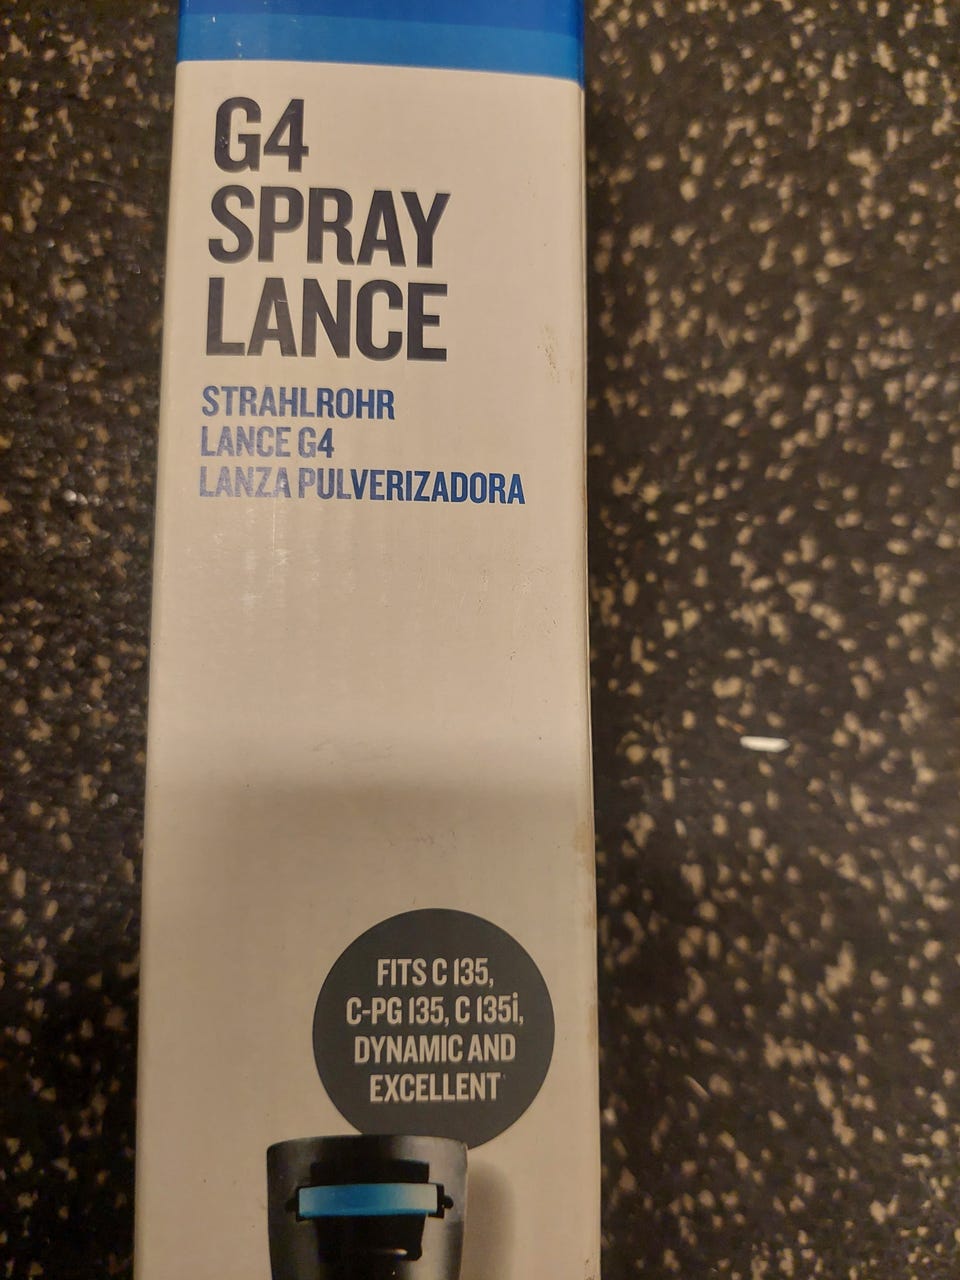 G4
SPRAY
LANCE
STRAHLROHR
LANCE G4
LANZA PULVERIZADORA
FITS C 135,
C-PG 135, C 135i,
DYNAMIC AND
EXCELLENT